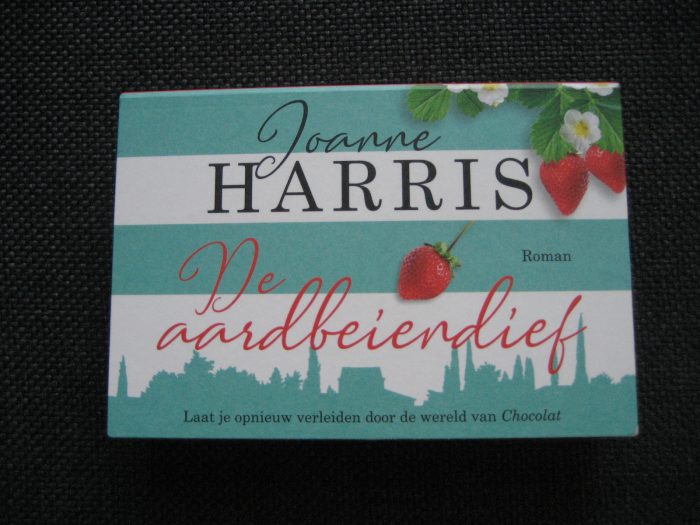 Joanne
HARRIS
Roman
De
aardbeiendief
Laat je opnieuw verleiden door de wereld van Chocolat